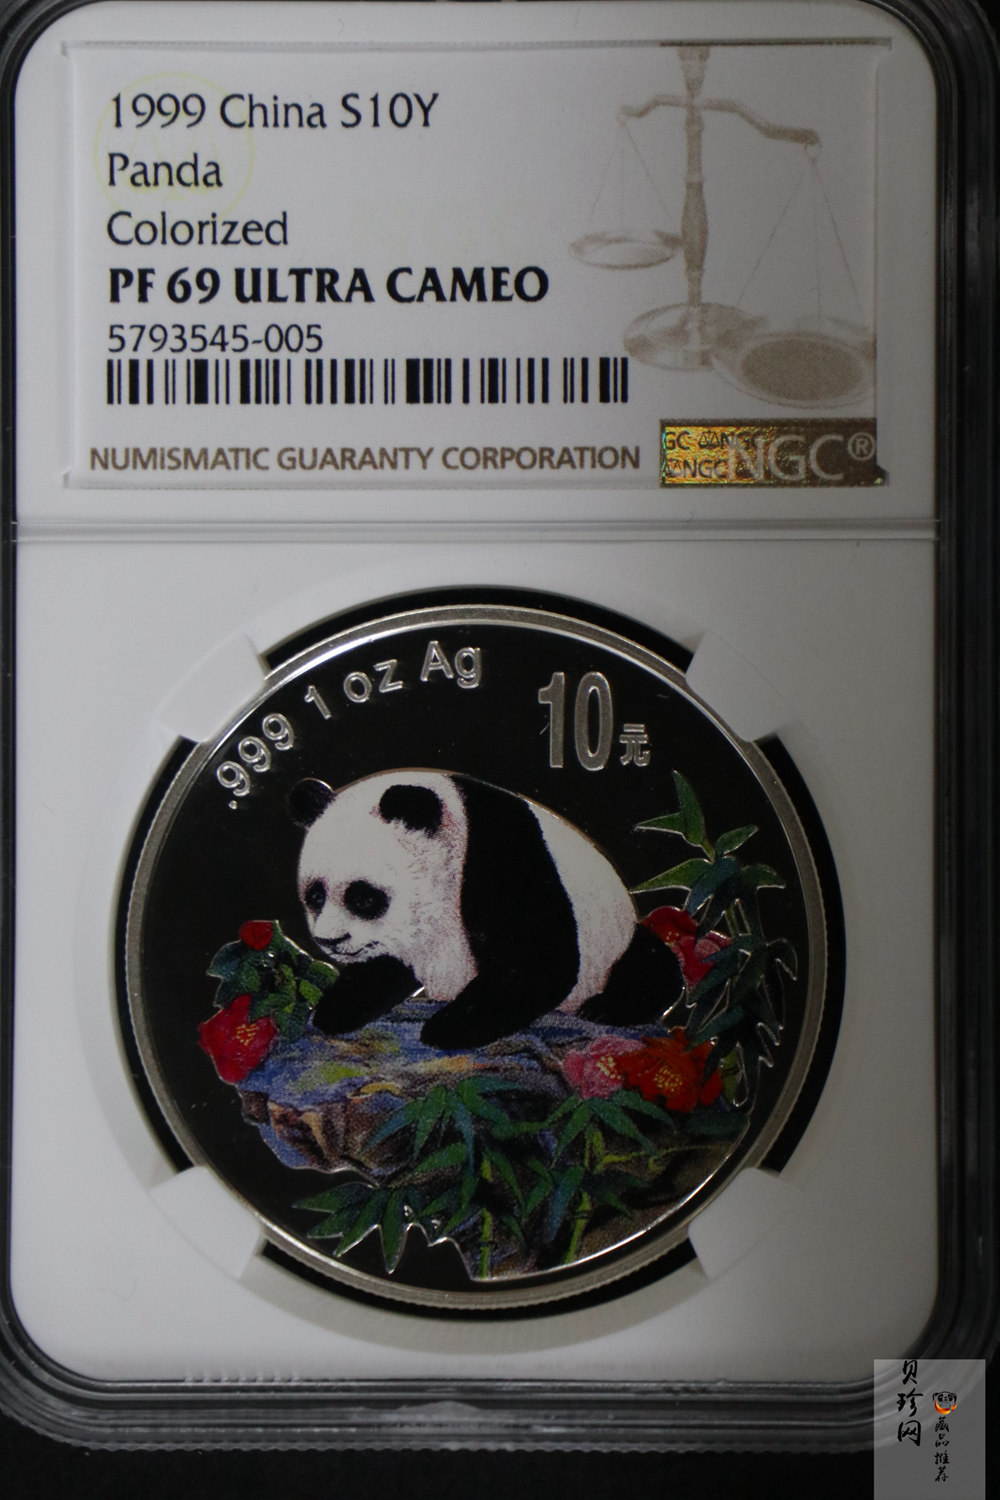 1999 China S10Y
Panda
Colorized
PF 69 ULTRA CAMEO
5793545-005
NUMISMATIC GUARANTY CORPORATION
NGC®
.999 1 oz Ag
10元
贝珍网
藏品推荐